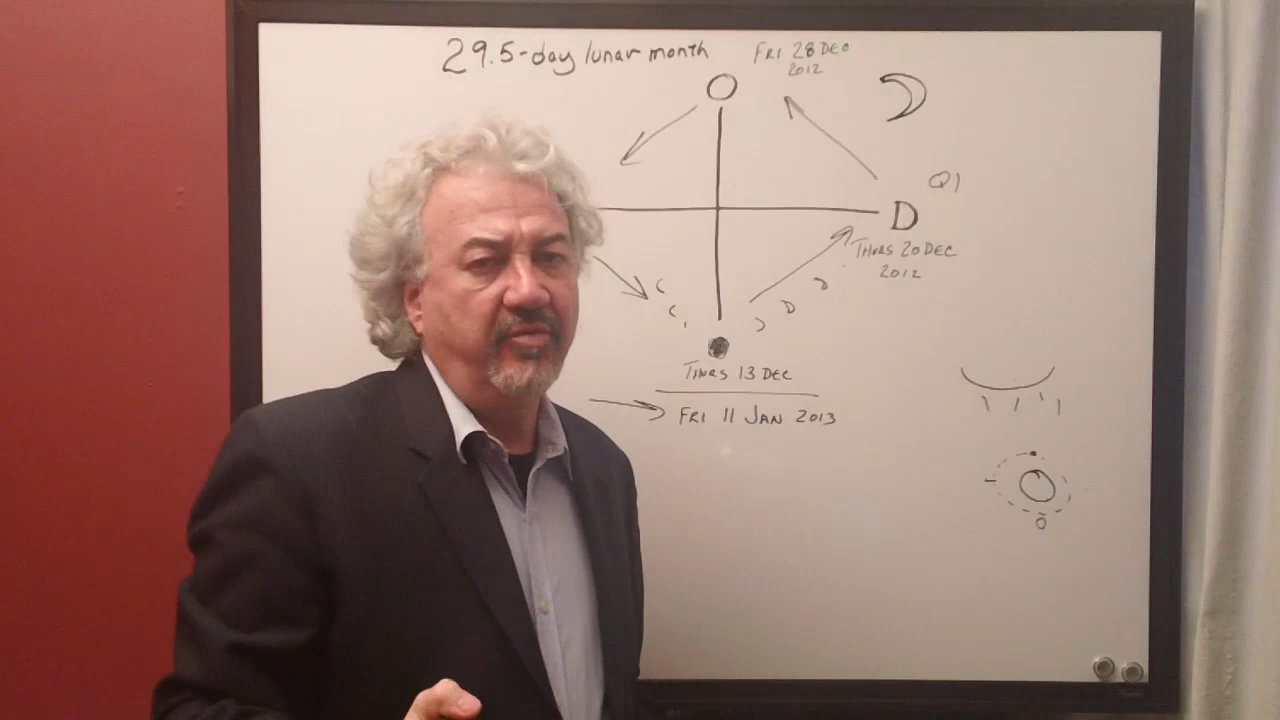 29.5-day lunar month
FRI 28 DEC
2012
Q1
D
THURS 20 DEC
2012
THURS 13 DEC
FRI 11 JAN 2013